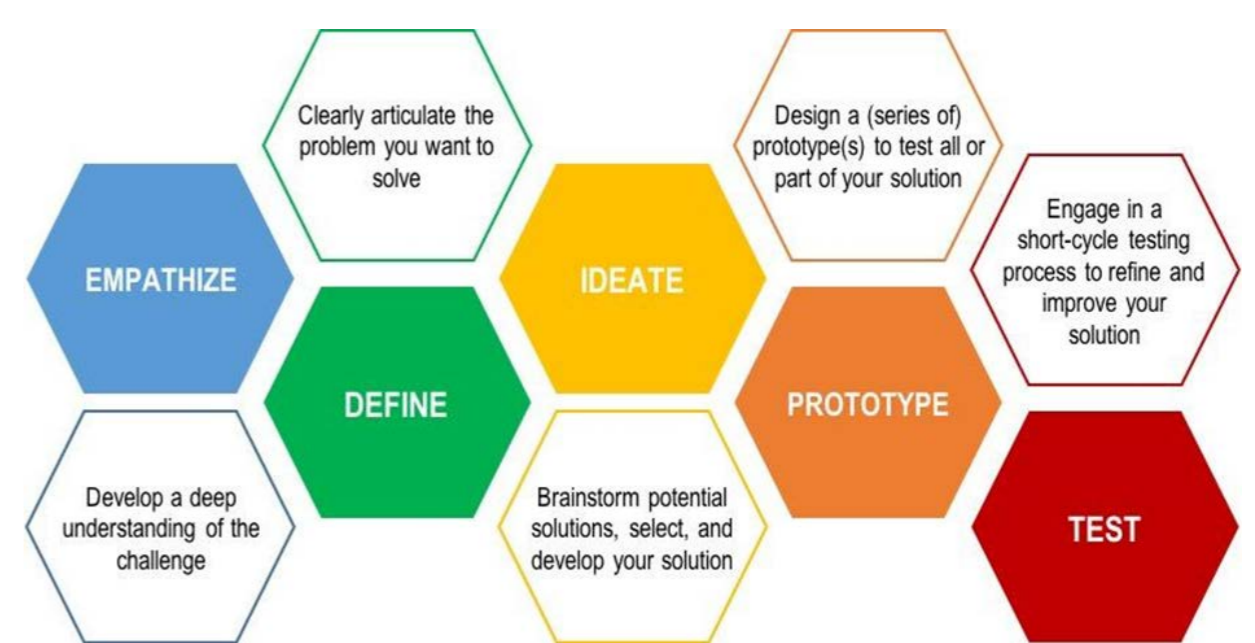 EMPATHIZE
Develop a deep
understanding of the
challenge
Clearly articulate the
problem you want to
solve
DEFINE
IDEATE
Brainstorm potential
solutions, select, and
develop your solution
Design a (series of)
prototype(s) to test all or
part of your solution
PROTOTYPE
Engage in a
short-cycle testing
process to refine and
improve your
solution
TEST